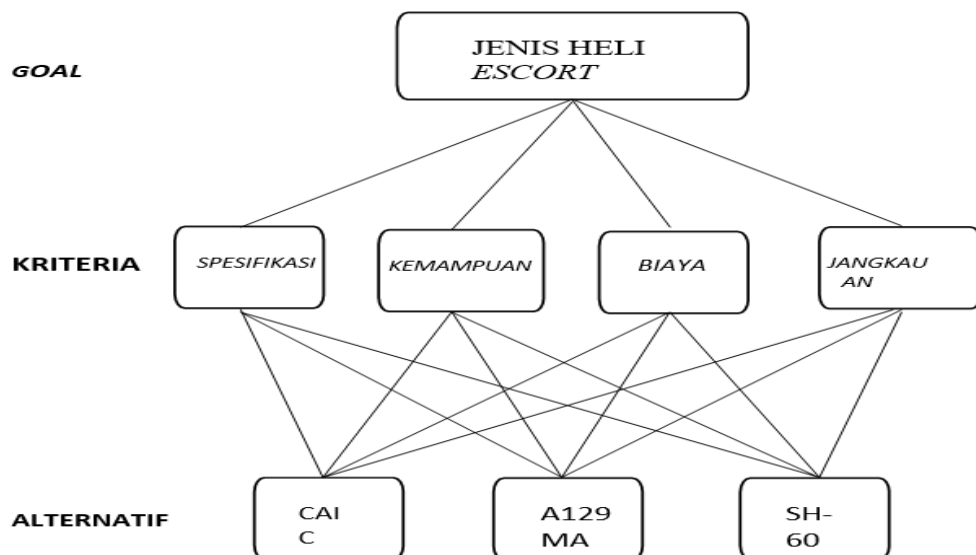 JENIS HELI
ESCORT
GOAL
KRITERIA
SPESIFIKASI
KEMAMPUAN
BIAYA
JANGKAU
AN
ALTERNATIF
CAI
C
A129
MA
SH-
60